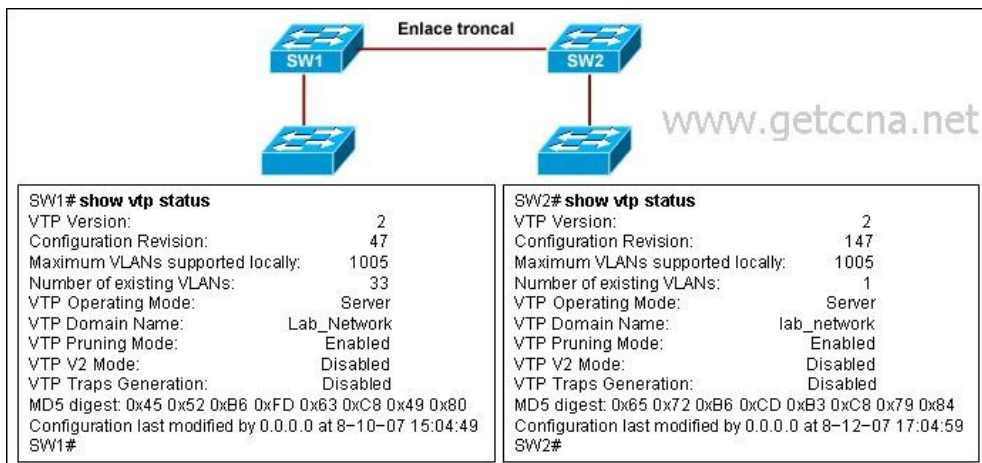 Enlace troncal
SW1
SW2
www.getccna.net
SW1# show vtp status
VTP Version: 2
Configuration Revision: 47
Maximum VLANs supported locally: 1005
Number of existing VLANs: 33
VTP Operating Mode: Server
VTP Domain Name: Lab_Network
VTP Pruning Mode: Enabled
VTP V2 Mode: Disabled
VTP Traps Generation: Disabled
MD5 digest: 0x45 0x52 0xB6 0xFD 0x63 0xC8 0x49 0x80
Configuration last modified by 0.0.0.0 at 8-10-07 15:04:49
SW1#
SW2# show vtp status
VTP Version: 2
Configuration Revision: 147
Maximum VLANs supported locally: 1005
Number of existing VLANs: 1
VTP Operating Mode: Server
VTP Domain Name: lab_network
VTP Pruning Mode: Enabled
VTP V2 Mode: Disabled
VTP Traps Generation: Disabled
MD5 digest: 0x65 0x72 0xB6 0xCD 0xB3 0xC8 0x79 0x84
Configuration last modified by 0.0.0.0 at 8-12-07 17:04:59
SW2#